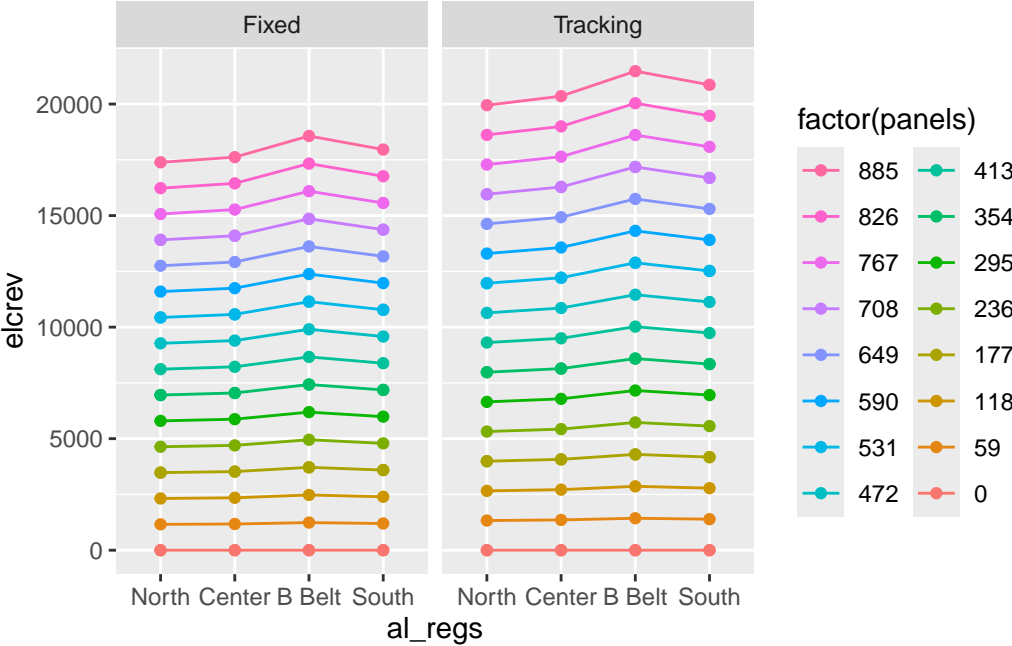 Fixed Tracking
20000
15000
10000
5000
0
elcrev
North Center B Belt South North Center B Belt South
al_regs
factor(panels)
885 413
826 354
767 295
708 236
649 177
590 118
531 59
472 0